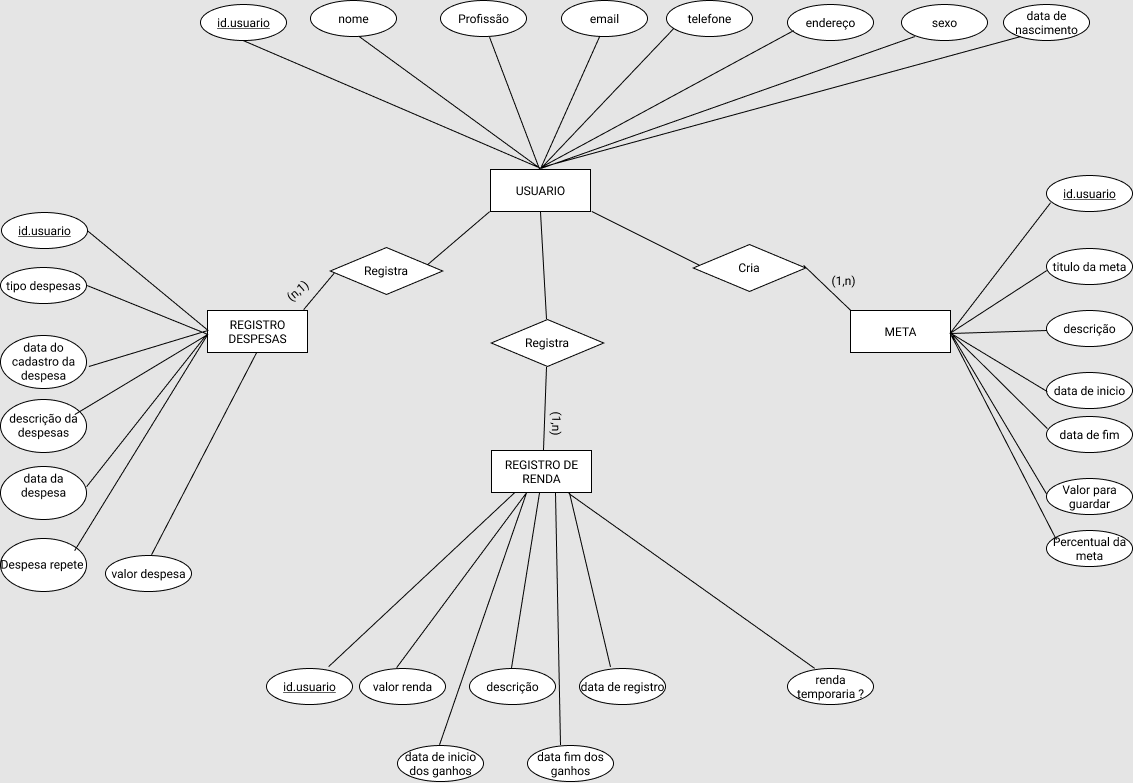 id.usuario
nome
Profissão
email
telefone
endereço
sexo
data de
nascimento
USUARIO
id.usuario
tipo despesas
data do
cadastro da
despesa
descrição da
despesas
data da
despesa
Despesa repete
valor despesa
Registra
(n,1)
REGISTRO
DESPESAS
Registra
(1,n)
REGISTRO DE
RENDA
Cria
(1,n)
META
id.usuario
titulo da meta
descrição
data de inicio
data de fim
Valor para
guardar
Percentual da
meta
id.usuario
valor renda
descrição
data de registro
renda
temporaria ?
data de inicio
dos ganhos
data fim dos
ganhos